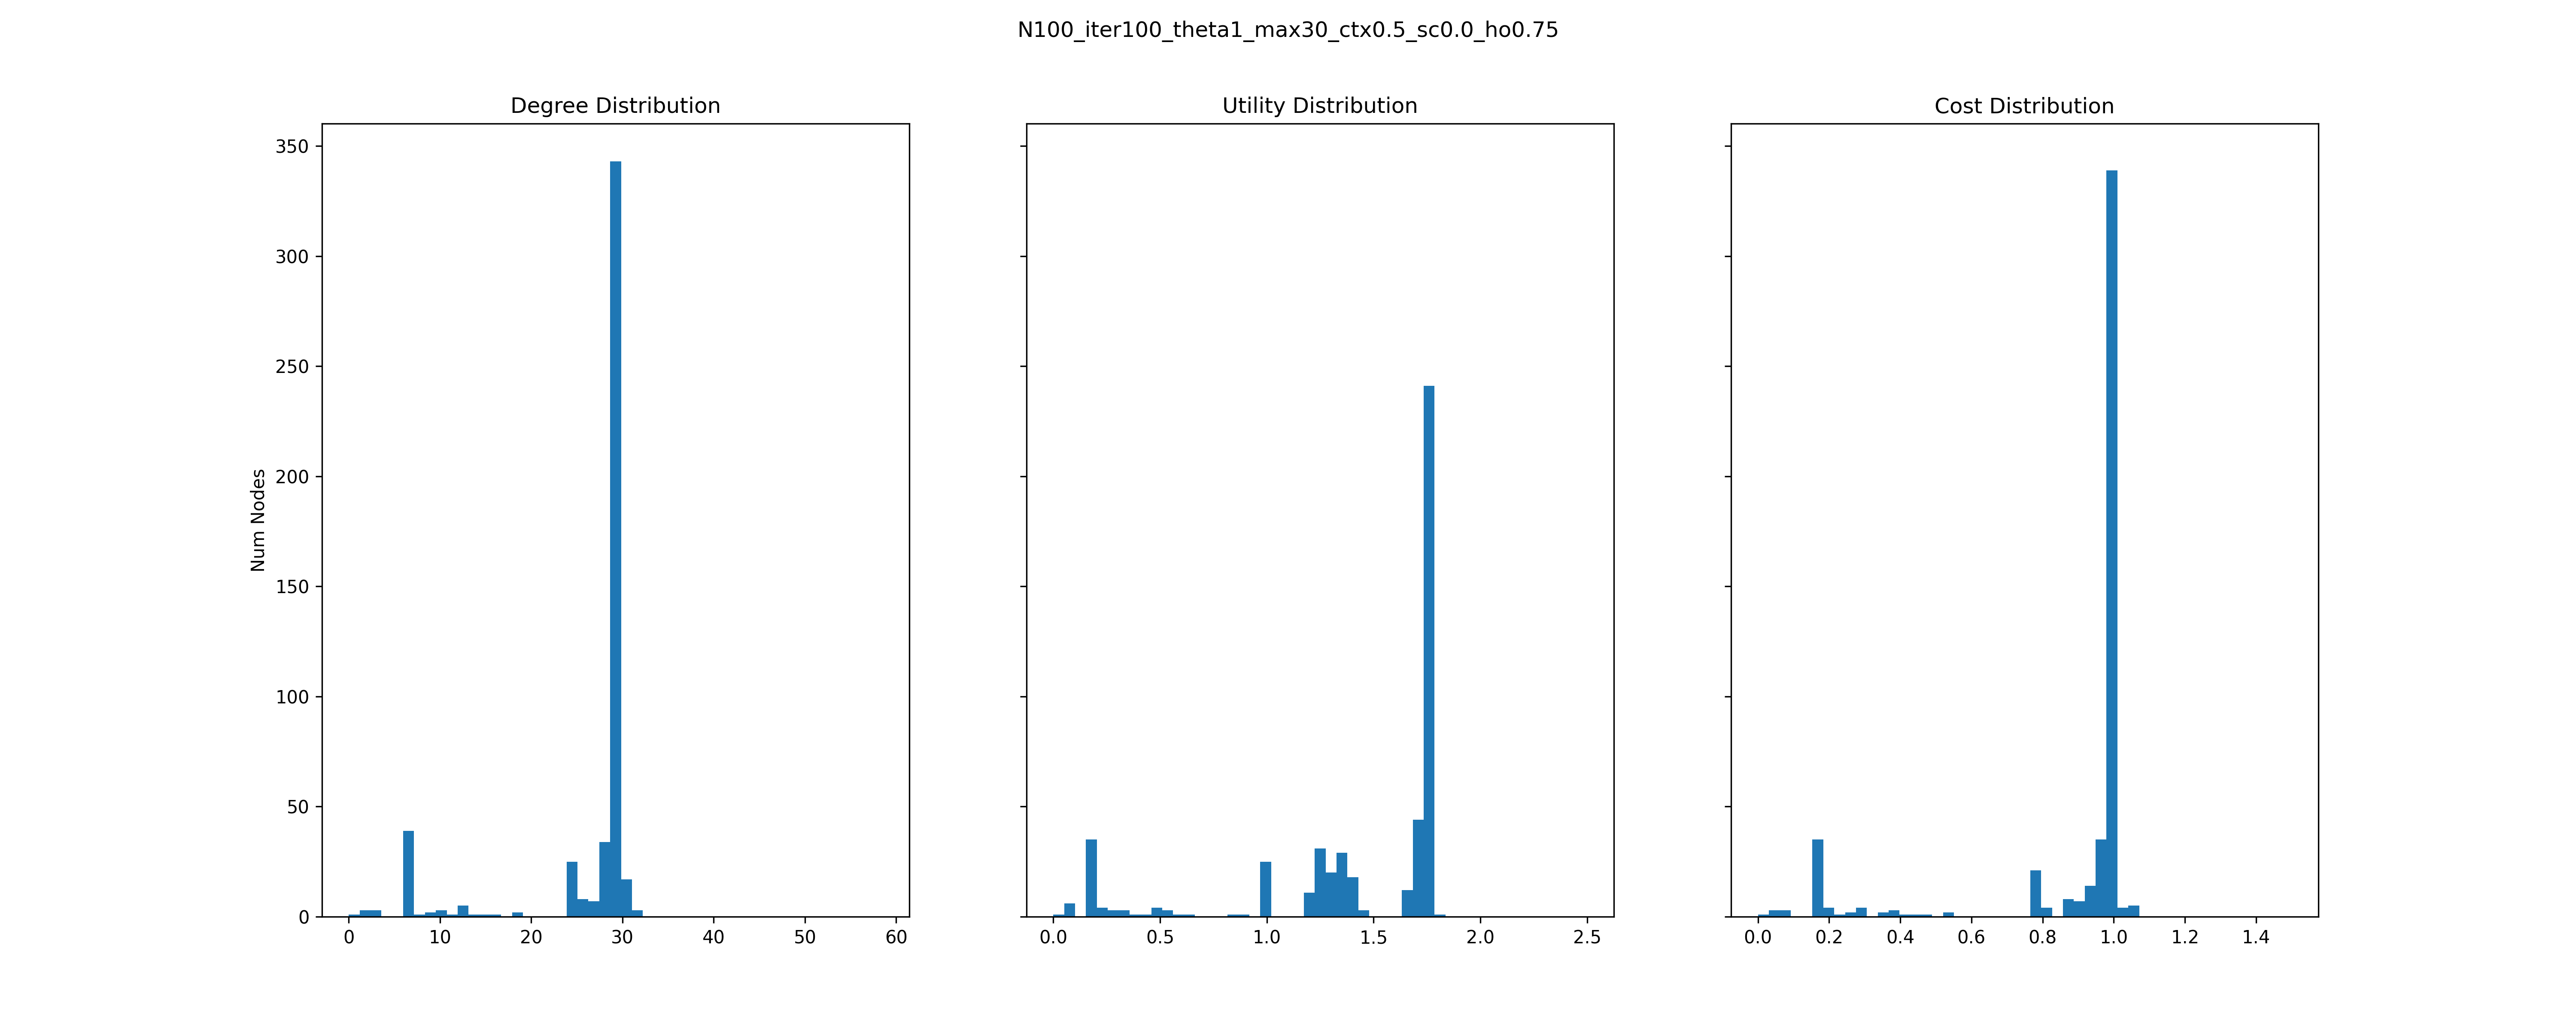 N100_iter100_theta1_max30_ctx0.5_sc0.0_ho0.75
Degree Distribution
Utility Distribution
Cost Distribution
Num Nodes
350
300
250
200
150
100
50
0
0 10 20 30 40 50 60
0.0 0.5 1.0 1.5 2.0 2.5
0.0 0.2 0.4 0.6 0.8 1.0 1.2 1.4